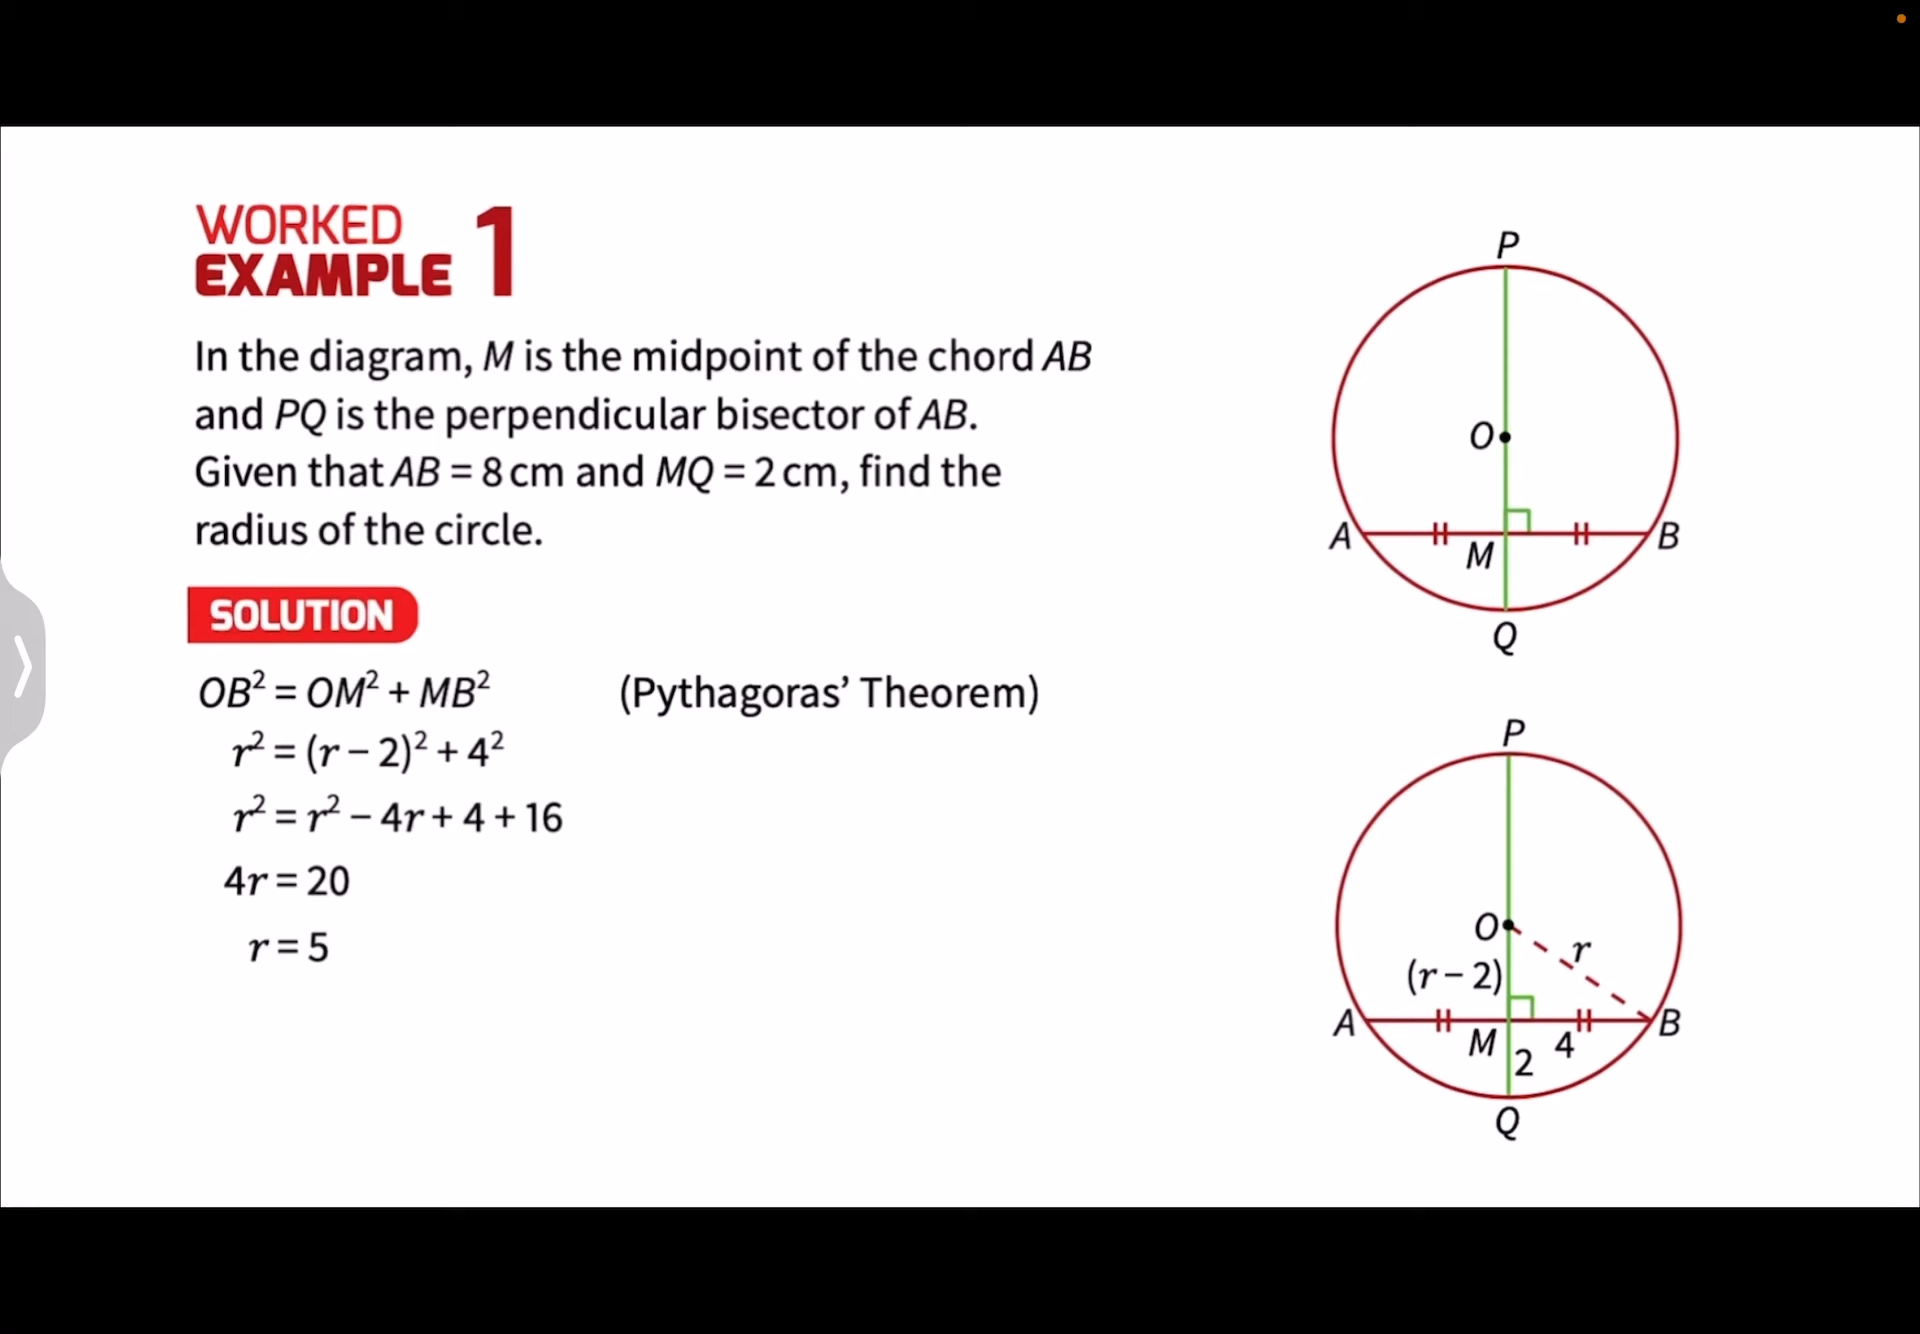 WORKED
EXAMPLE 1
In the diagram, M is the midpoint of the chord AB
and PQ is the perpendicular bisector of AB.
Given that AB = 8 cm and MQ = 2 cm, find the
radius of the circle.
SOLUTION
OB² = OM² + MB² (Pythagoras’ Theorem)
r² = (r – 2)² + 4²
r² = r² – 4r + 4 + 16
4r = 20
r = 5
P
O
A
M
B
Q
P
O
r
(r – 2)
A
M
2
4
B
Q